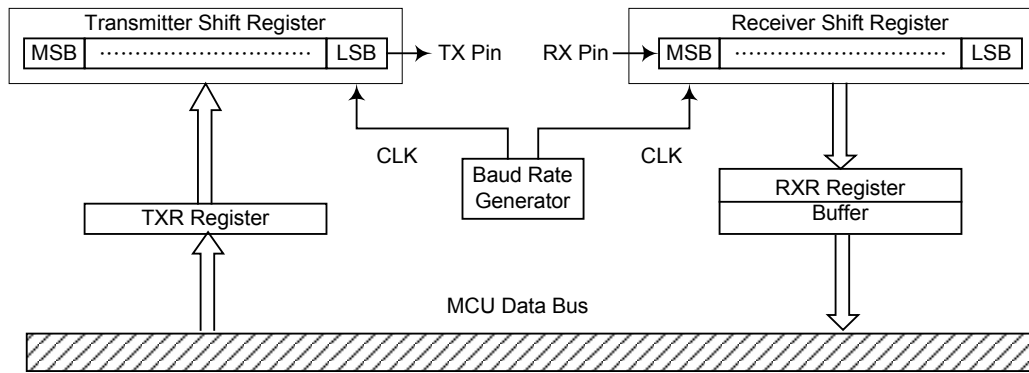 Transmitter Shift Register
MSB ........................................ LSB
TX Pin
RX Pin
Receiver Shift Register
MSB ........................................ LSB
CLK
CLK
Baud Rate
Generator
TXR Register
RXR Register
Buffer
MCU Data Bus